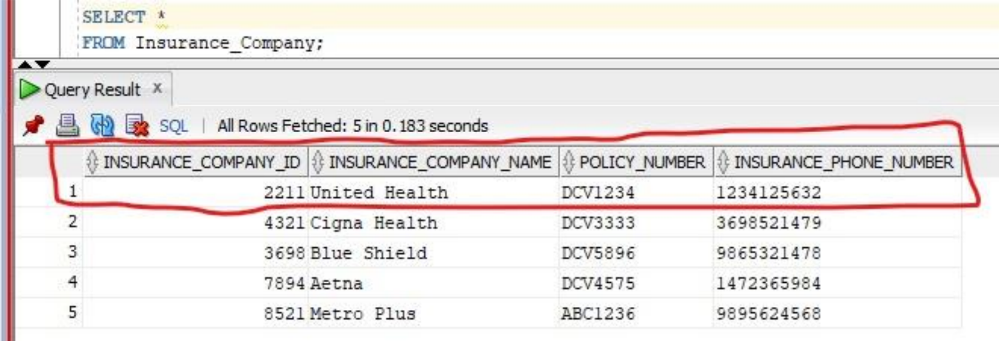 SELECT *
FROM Insurance_Company;
Query Result x
SQL | All Rows Fetched: 5 in 0.183 seconds
INSURANCE_COMPANY_ID INSURANCE_COMPANY_NAME POLICY_NUMBER INSURANCE_PHONE_NUMBER
1 2211 United Health DCV1234 1234125632
2 4321 Cigna Health DCV3333 3698521479
3 3698 Blue Shield DCV5896 9865321478
4 7894 Aetna DCV4575 1472365984
5 8521 Metro Plus ABC1236 9895624568